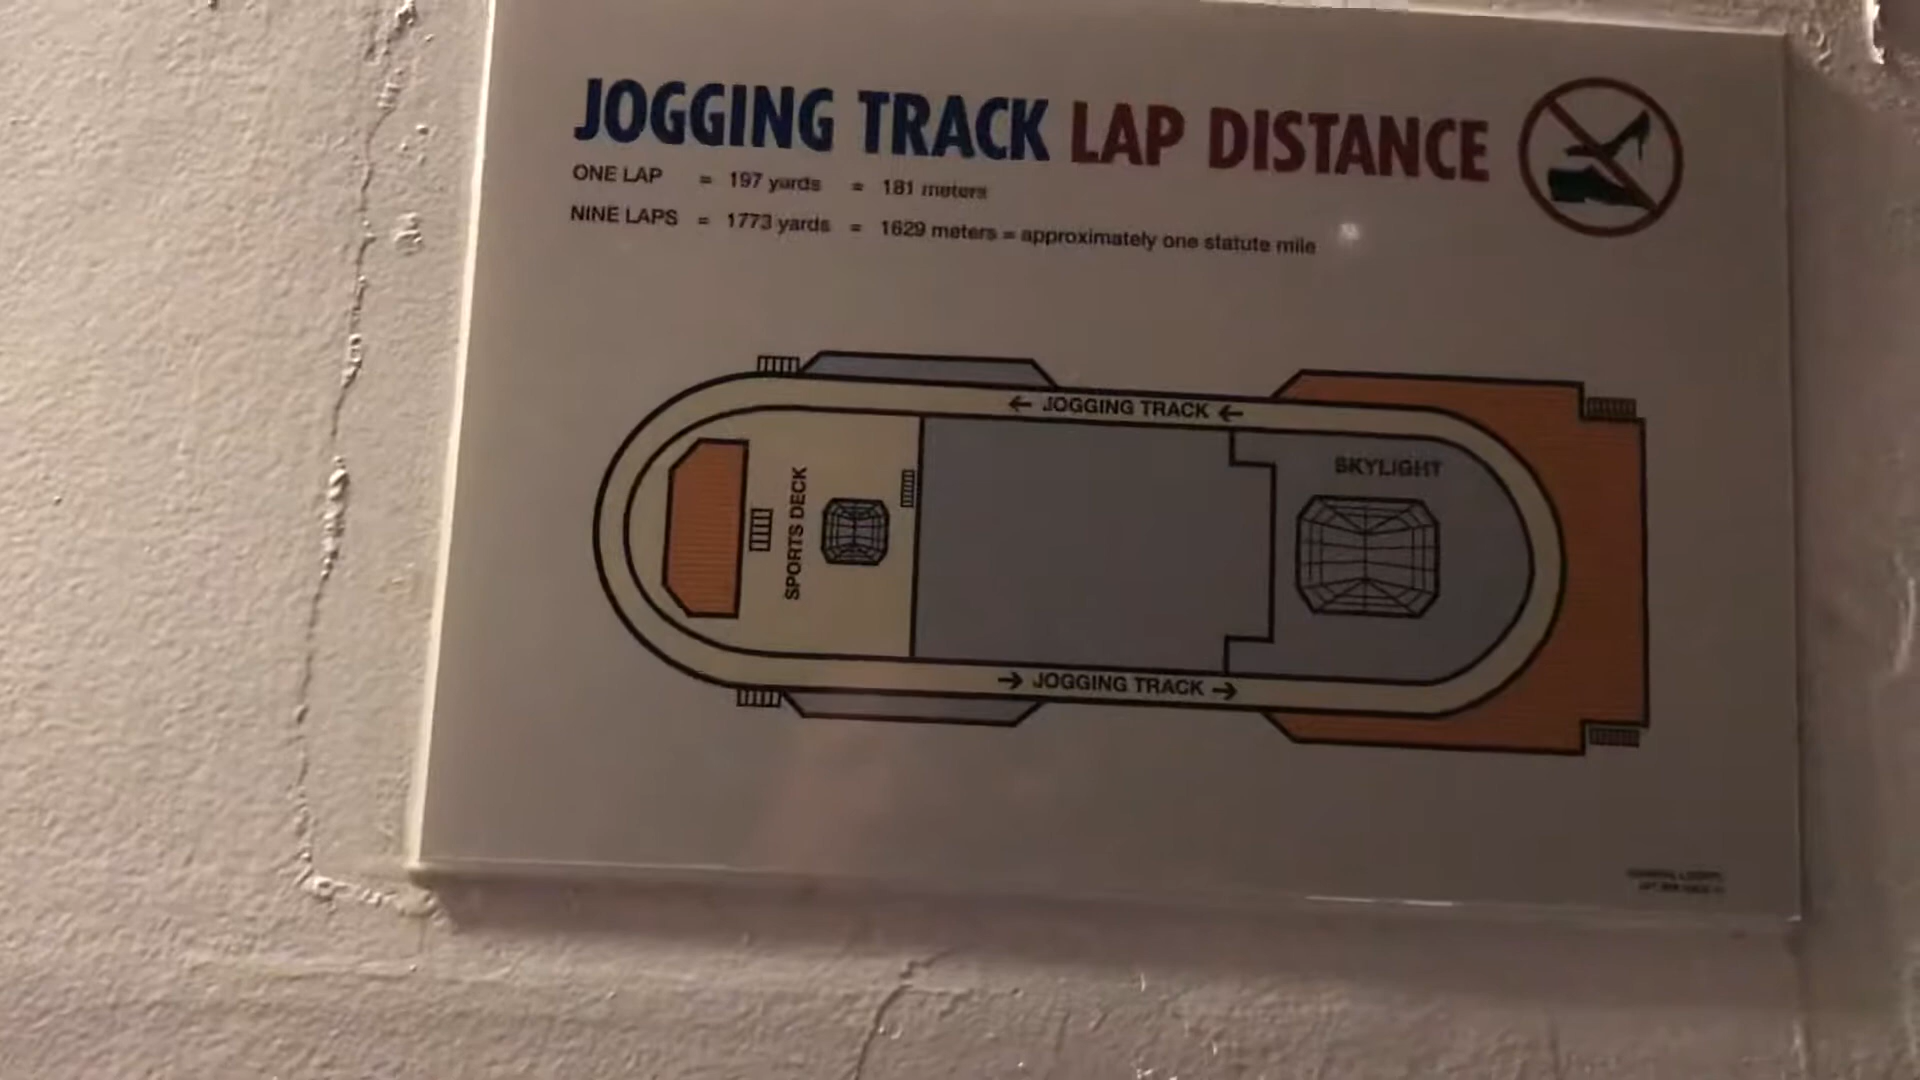 JOGGING TRACK LAP DISTANCE
ONE LAP = 197 yards = 181 meters
NINE LAPS = 1773 yards = 1629 meters = approximately one statute mile
← JOGGING TRACK ←
SKYLIGHT
SPORTS DECK
→ JOGGING TRACK →